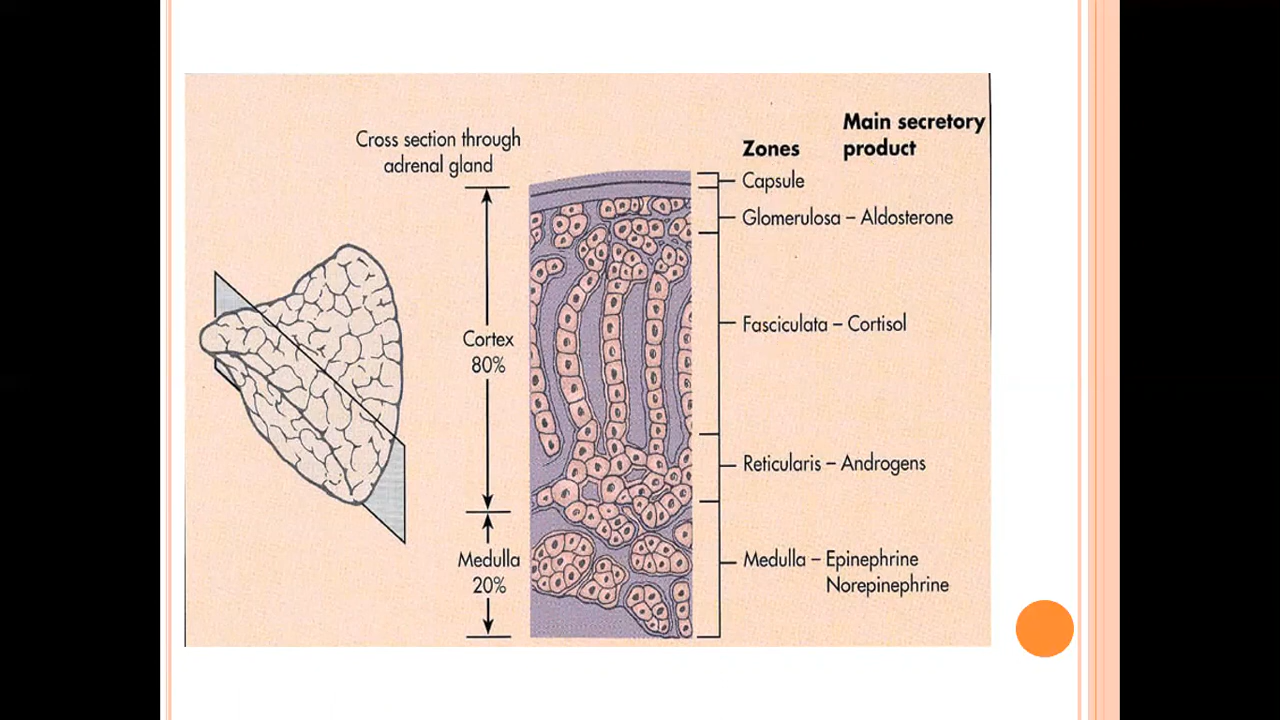 Cross section through
adrenal gland
Zones
Main secretory
product
Capsule
Glomerulosa – Aldosterone
Fasciculata – Cortisol
Reticularis – Androgens
Medulla – Epinephrine
Norepinephrine
Cortex
80%
Medulla
20%